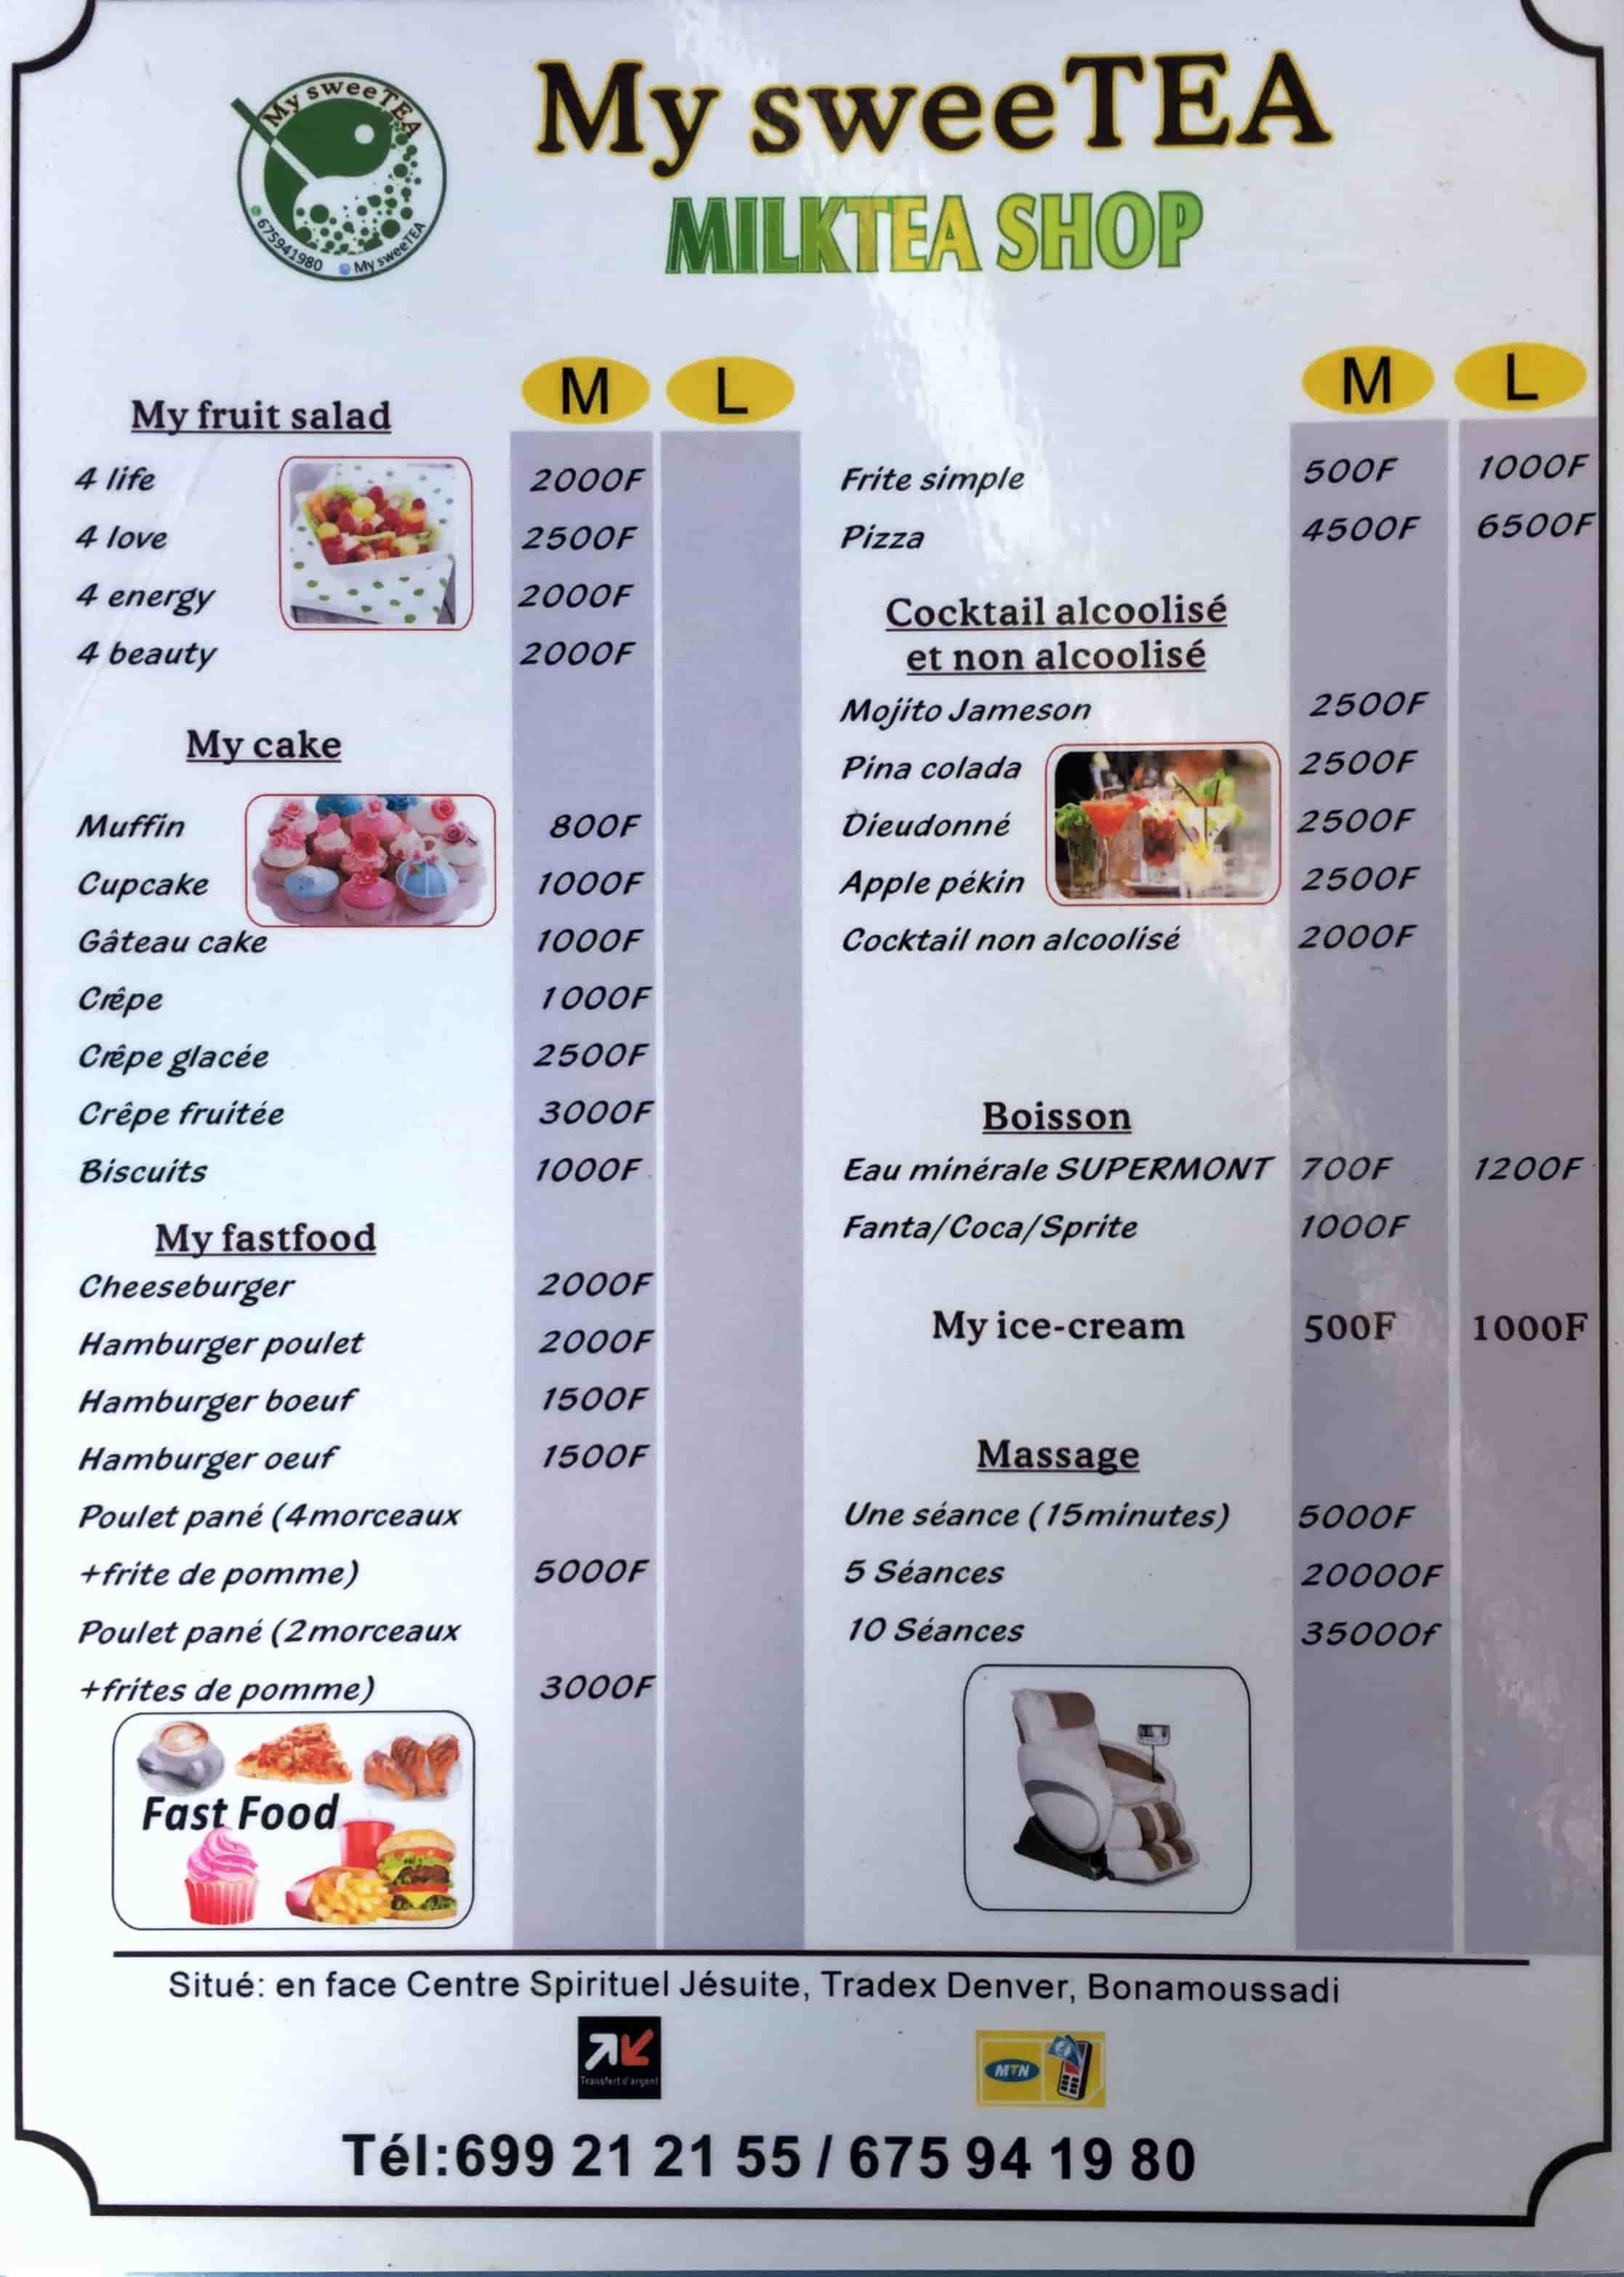 My sweeTEA
675941980 My sweeTEA
My sweeTEA
MILKTEA SHOP
M L
My fruit salad
4 life 2000F
4 love 2500F
4 energy 2000F
4 beauty 2000F
My cake
Muffin 800F
Cupcake 1000F
Gâteau cake 1000F
Crêpe 1000F
Crêpe glacée 2500F
Crêpe fruitée 3000F
Biscuits 1000F
My fastfood
Cheeseburger 2000F
Hamburger poulet 2000F
Hamburger boeuf 1500F
Hamburger oeuf 1500F
Poulet pané (4morceaux
+frite de pomme) 5000F
Poulet pané (2morceaux
+frites de pomme) 3000F
Fast Food
M L
Frite simple 500F 1000F
Pizza 4500F 6500F
Cocktail alcoolisé
et non alcoolisé
Mojito Jameson 2500F
Pina colada 2500F
Dieudonné 2500F
Apple pékin 2500F
Cocktail non alcoolisé 2000F
Boisson
Eau minérale SUPERMONT 700F 1200F
Fanta/Coca/Sprite 1000F
My ice-cream 500F 1000F
Massage
Une séance (15minutes) 5000F
5 Séances 20000F
10 Séances 35000f
Situé: en face Centre Spirituel Jésuite, Tradex Denver, Bonamoussadi
Transfert d'argent
MTN
Tél:699 21 21 55 / 675 94 19 80